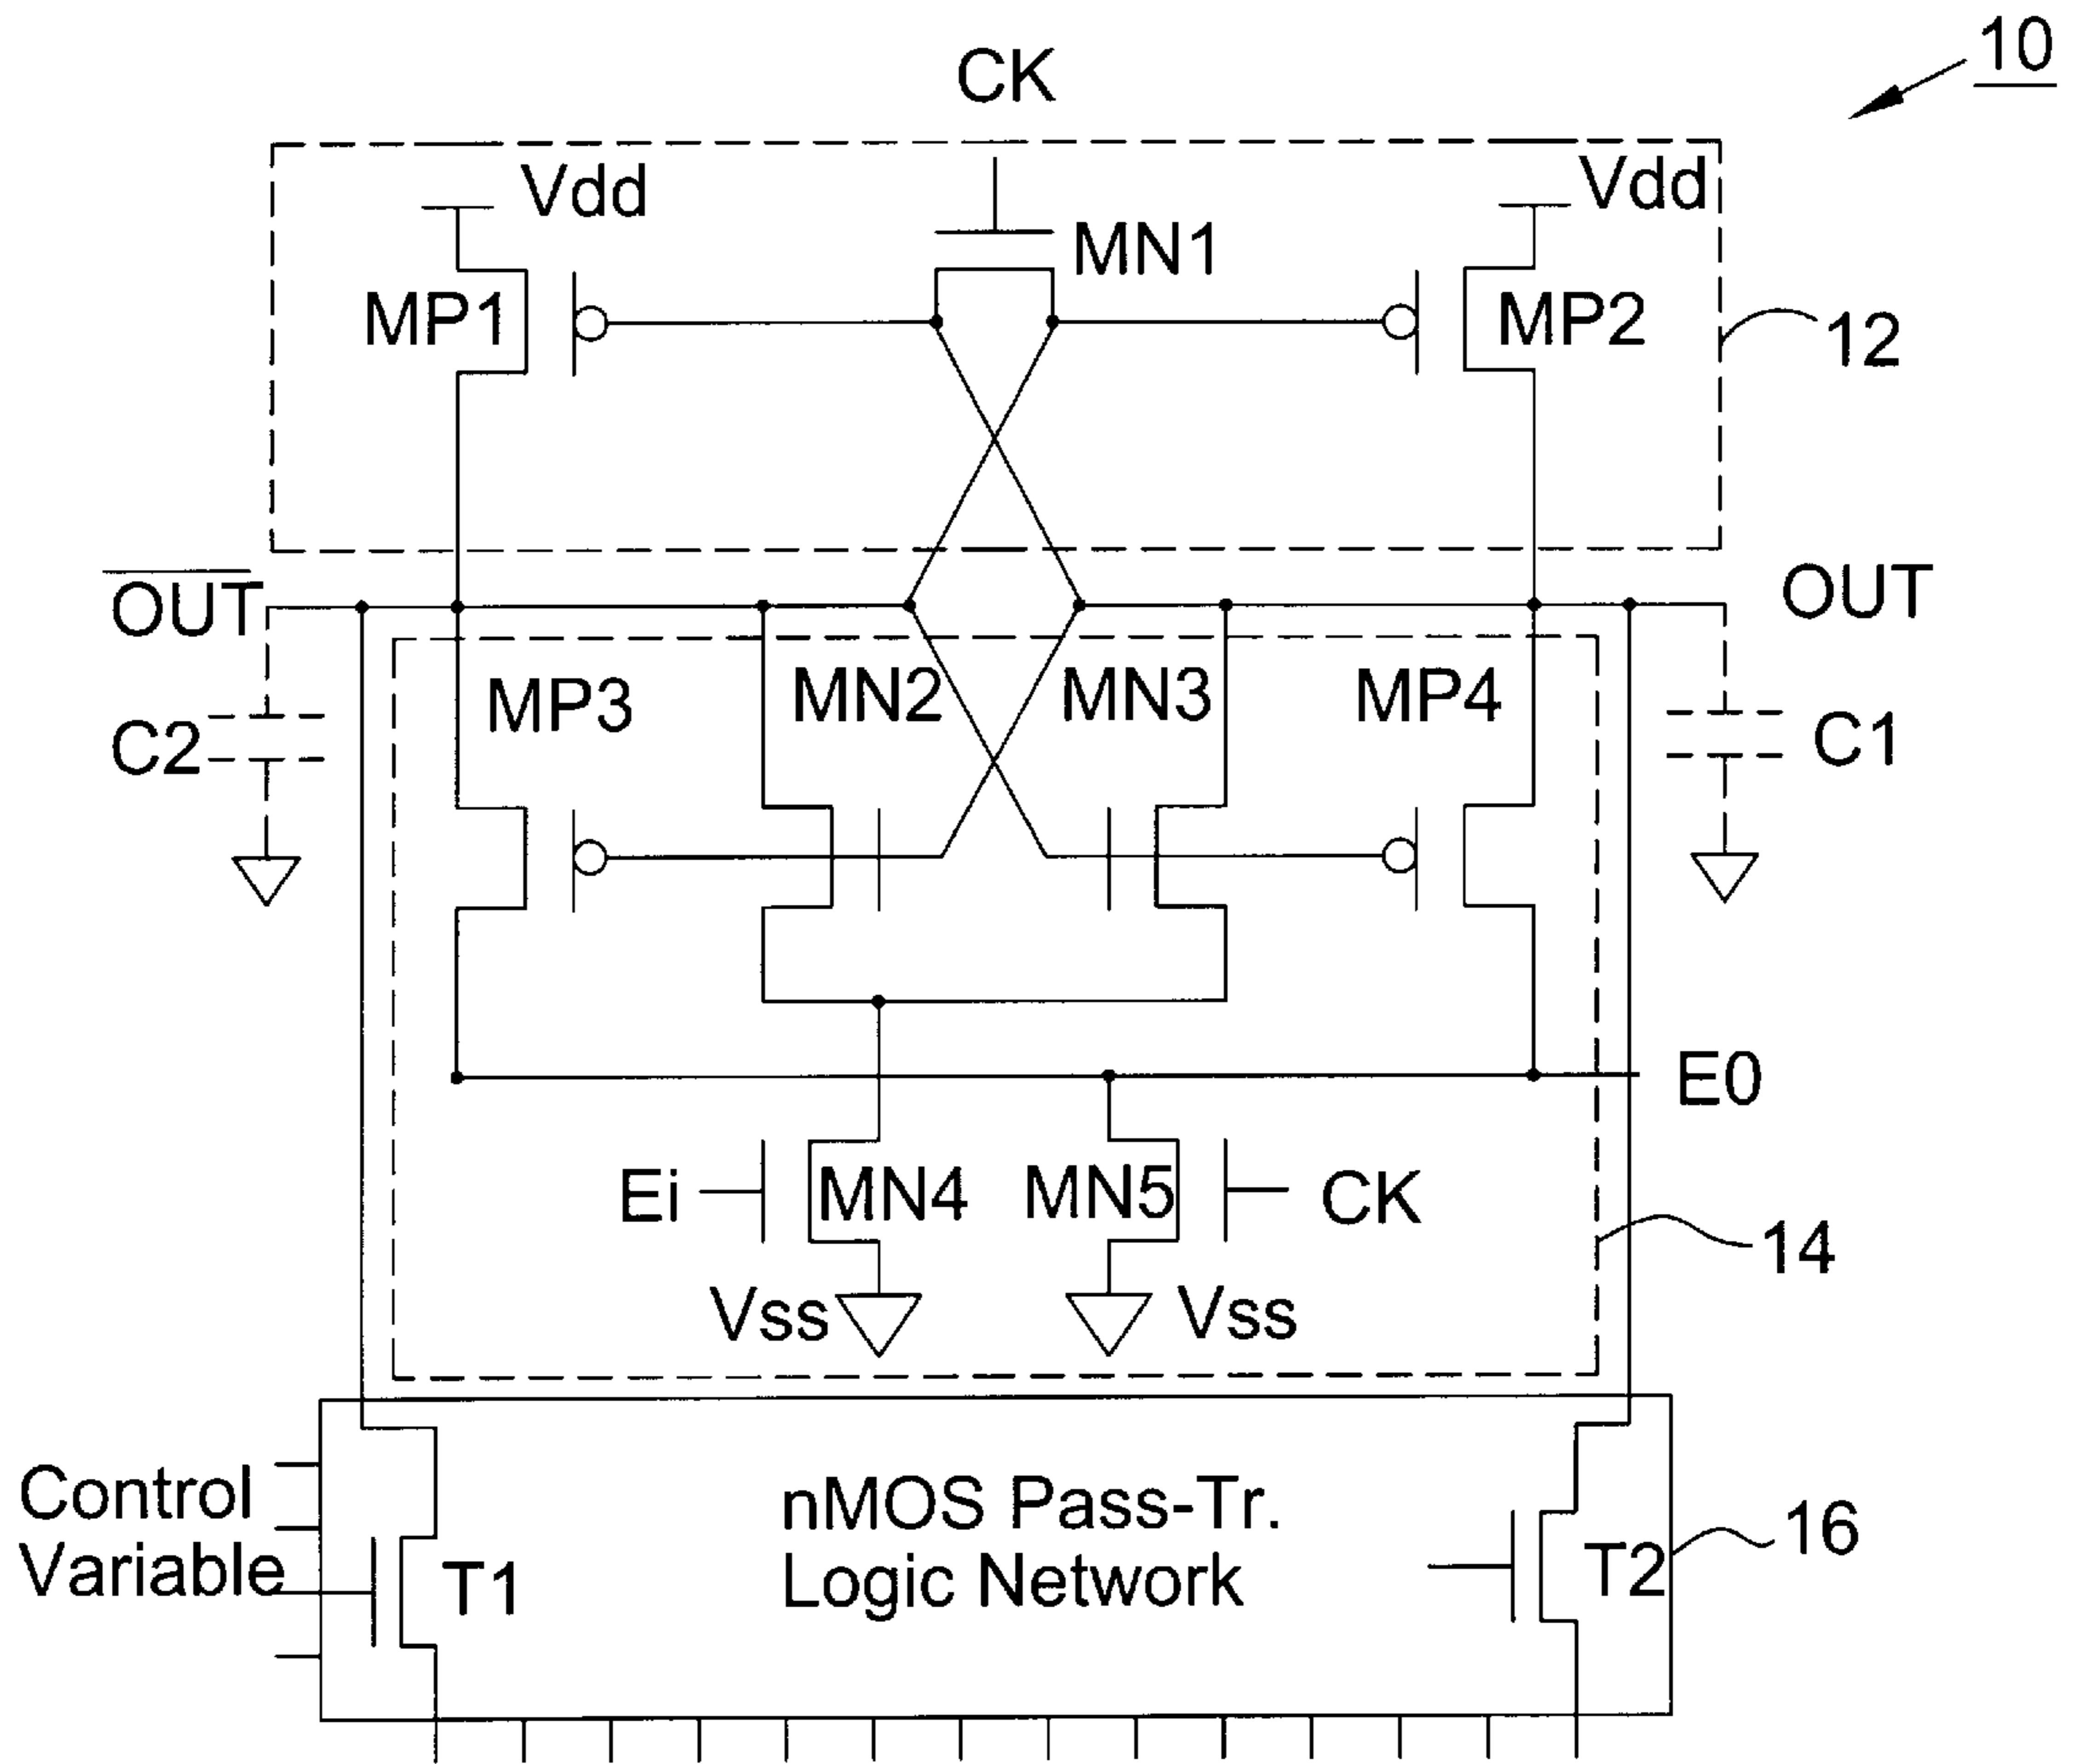 10
CK
Vdd
Vdd
MN1
MP1
MP2
12
OUT
OUT
MP3
MN2
MN3
MP4
C2
C1
E0
Ei
MN4
MN5
CK
14
Vss
Vss
Control
Variable
nMOS Pass-Tr.
Logic Network
T1
T2
16